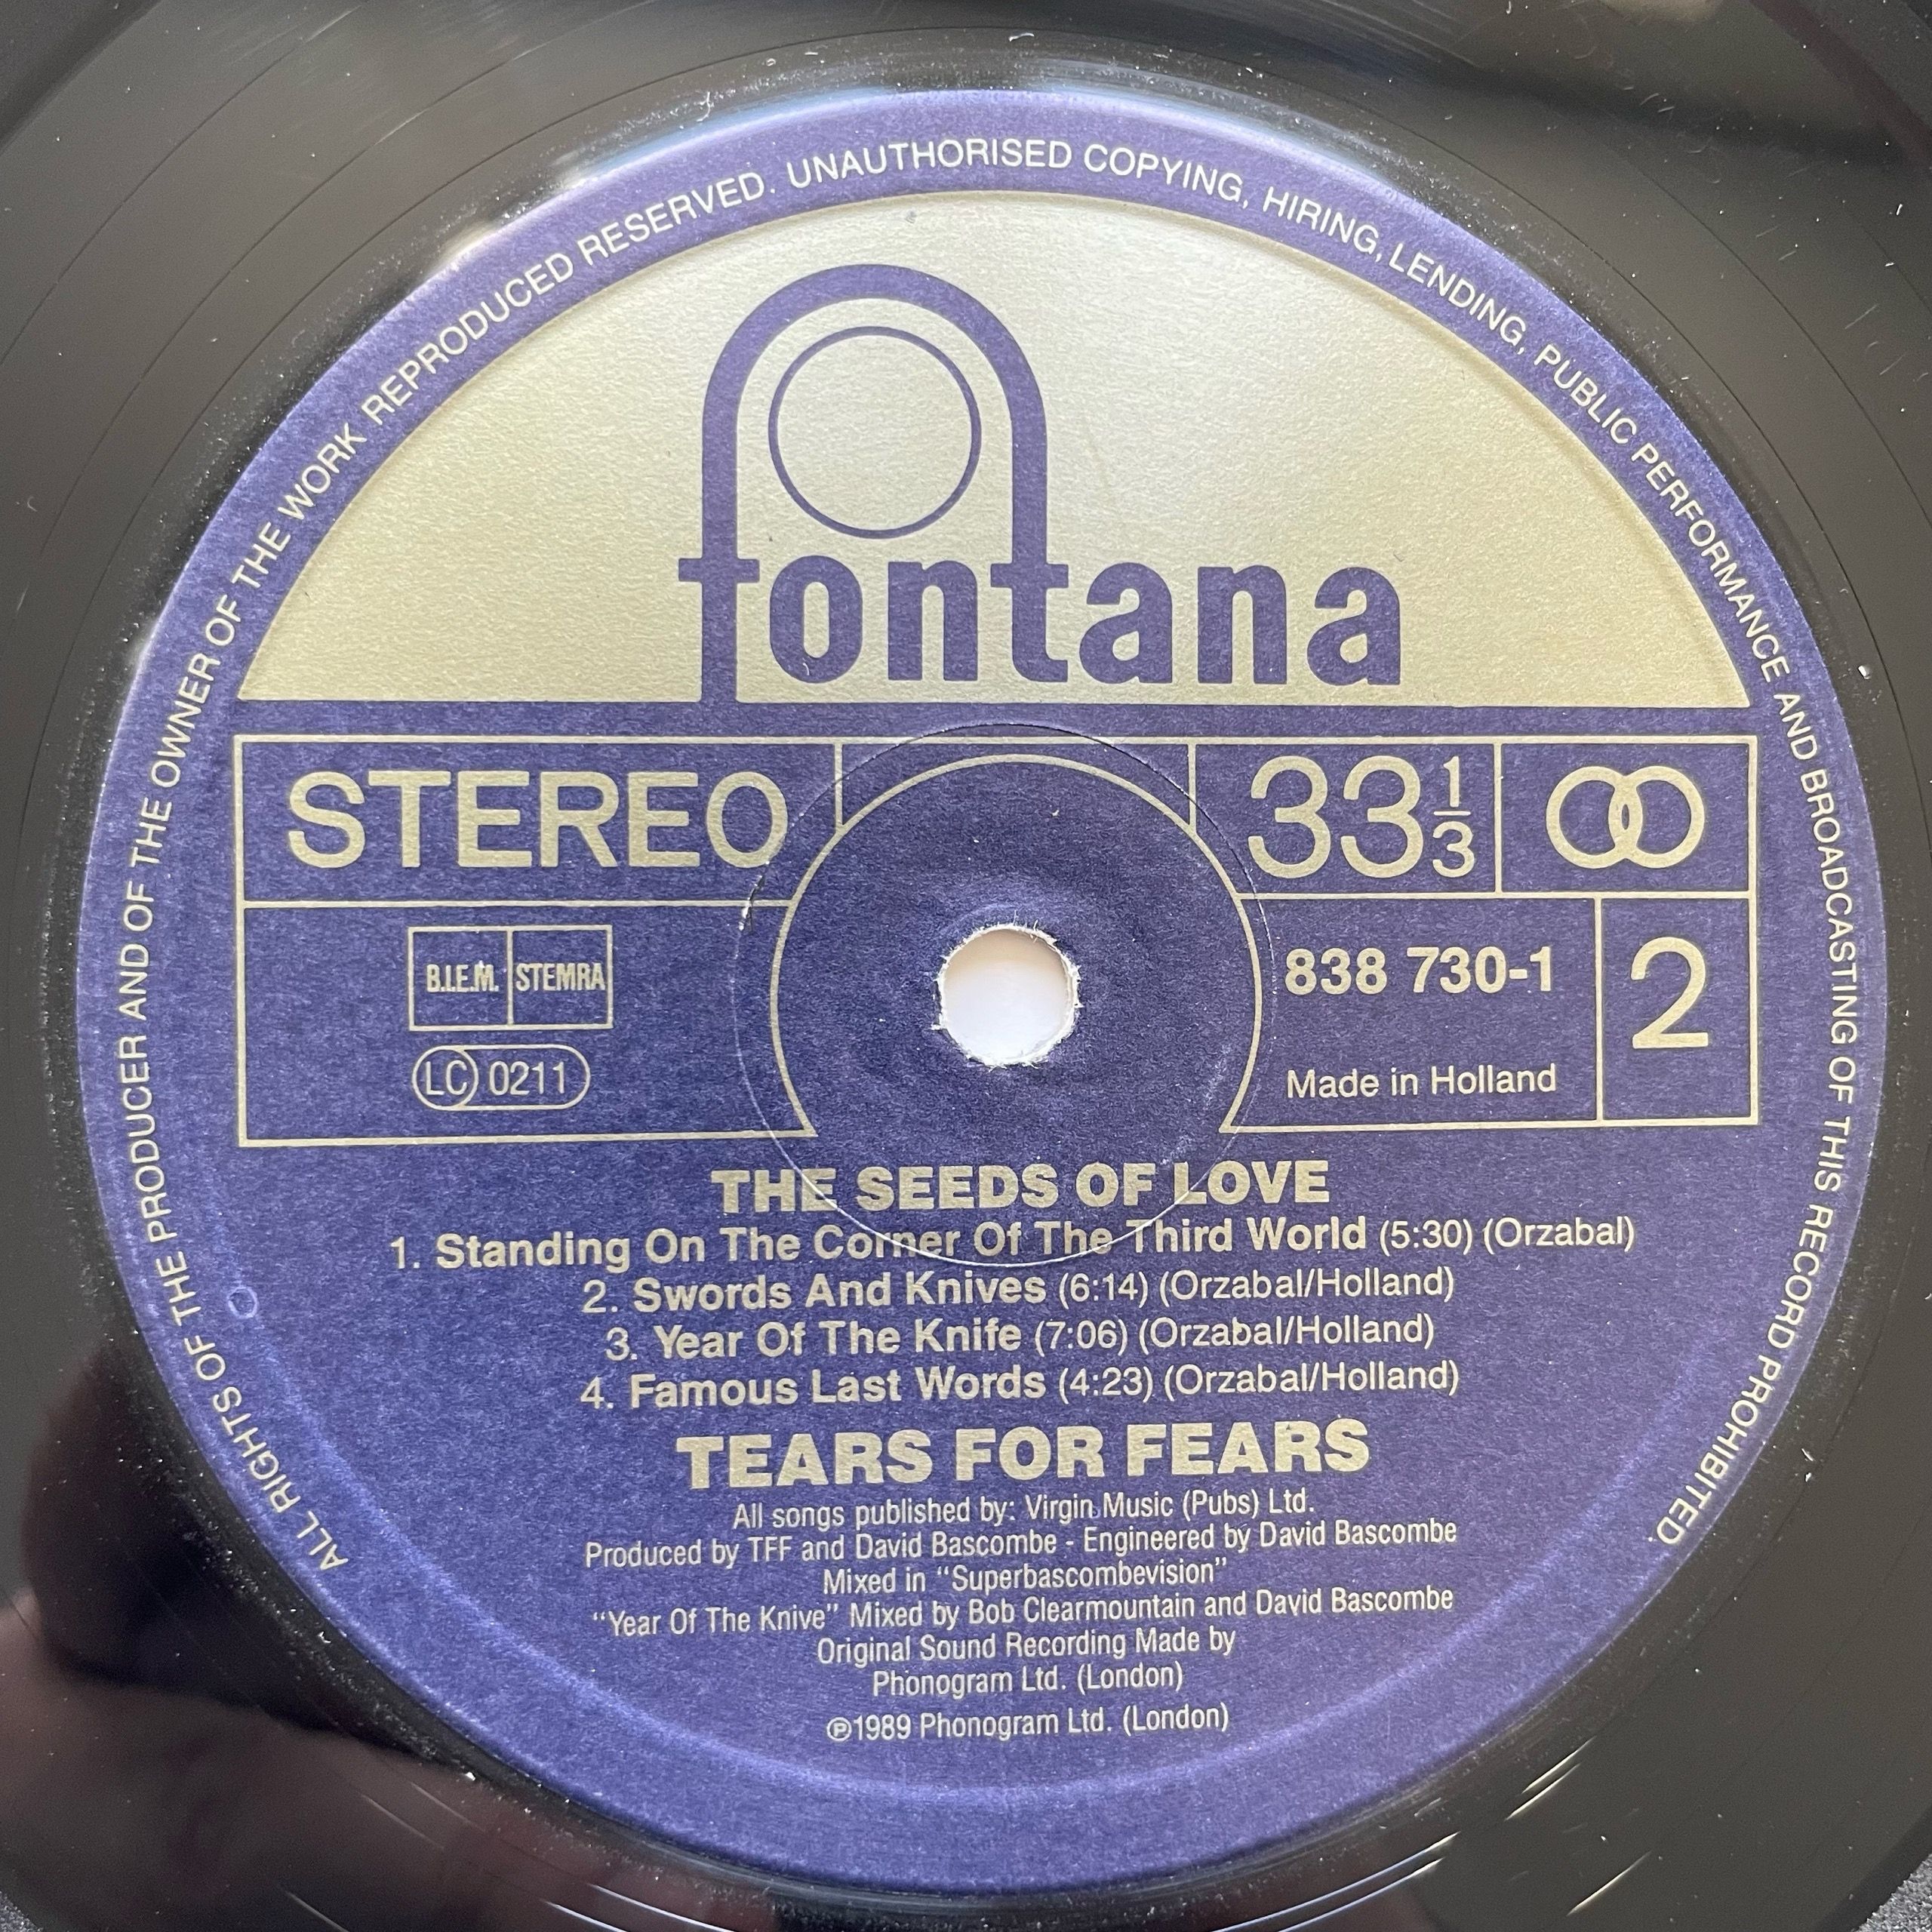 ALL RIGHTS OF THE PRODUCER AND OF THE OWNER OF THE WORK REPRODUCED RESERVED. UNAUTHORISED COPYING, HIRING, LENDING, PUBLIC PERFORMANCE AND BROADCASTING OF THIS RECORD PROHIBITED.
fontana
STEREO
33 1/3
B.I.E.M. STEMRA
LC 0211
838 730-1
Made in Holland
2
THE SEEDS OF LOVE
1. Standing On The Corner Of The Third World (5:30) (Orzabal)
2. Swords And Knives (6:14) (Orzabal/Holland)
3. Year Of The Knife (7:06) (Orzabal/Holland)
4. Famous Last Words (4:23) (Orzabal/Holland)
TEARS FOR FEARS
All songs published by: Virgin Music (Pubs) Ltd.
Produced by TFF and David Bascombe - Engineered by David Bascombe
Mixed in “Superbascombevision”
“Year Of The Knive” Mixed by Bob Clearmountain and David Bascombe
Original Sound Recording Made by
Phonogram Ltd. (London)
℗1989 Phonogram Ltd. (London)